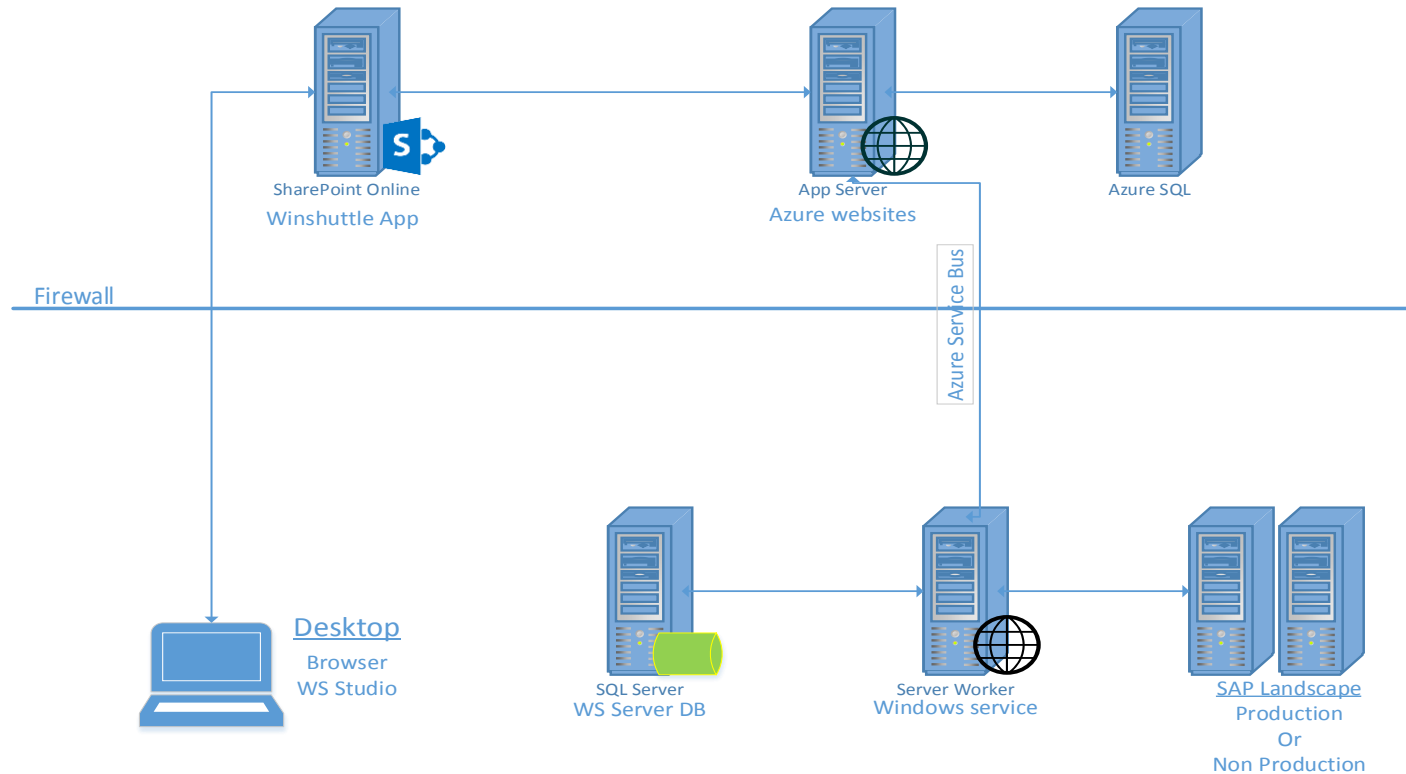 S
SharePoint Online
Winshuttle App
App Server
Azure websites
Azure SQL
Firewall
Azure Service Bus
Desktop
Browser
WS Studio
SQL Server
WS Server DB
Server Worker
Windows service
SAP Landscape
Production
Or
Non Production